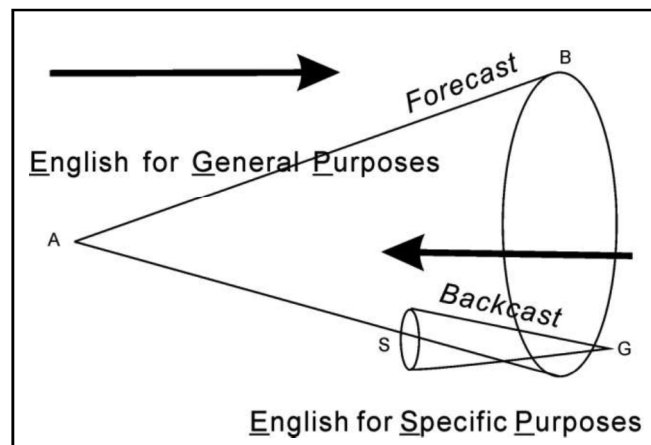 B
Forecast
English for General Purposes
A
Backcast
S
G
English for Specific Purposes